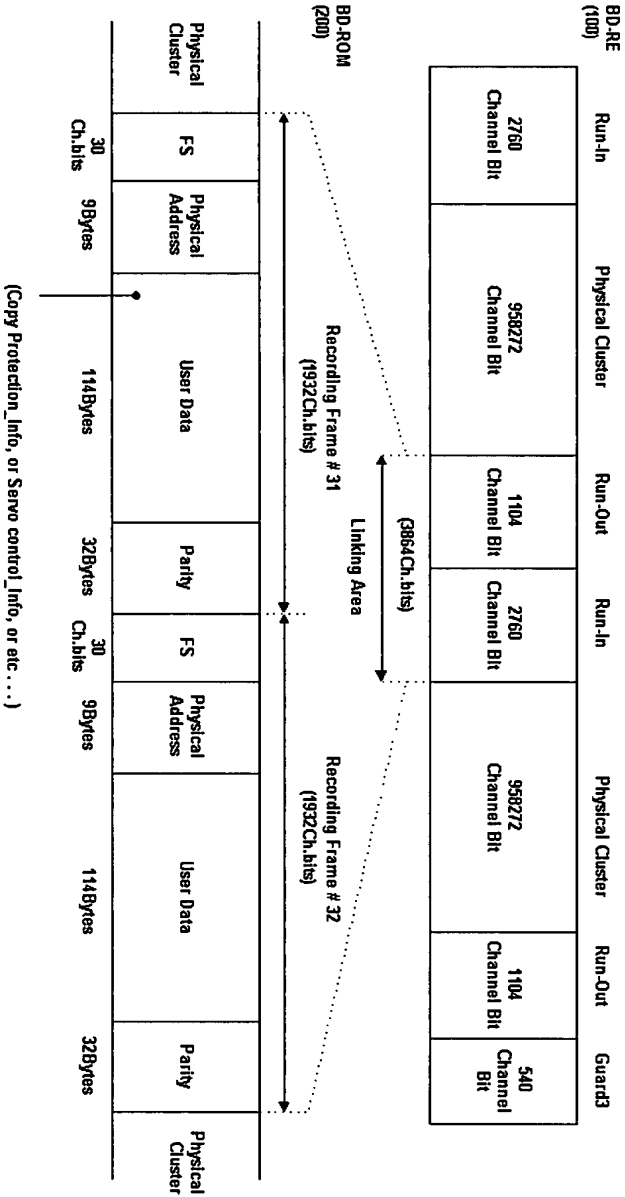 BD-RE
(100)
Run-In
Physical Cluster
Run-Out
Run-In
Physical Cluster
Run-Out
Guard3
2760
Channel Bit
958272
Channel Bit
1104
Channel Bit
2760
Channel Bit
958272
Channel Bit
1104
Channel Bit
540
Channel
Bit
(3864Ch.bits)
Linking Area
BD-ROM
(200)
Recording Frame # 31
(1932Ch.bits)
Recording Frame # 32
(1932Ch.bits)
Physical
Cluster
FS
Physical
Address
User Data
Parity
FS
Physical
Address
User Data
Parity
Physical
Cluster
30
Ch.bits
9Bytes
114Bytes
32Bytes
30
Ch.bits
9Bytes
114Bytes
32Bytes
(Copy Protection_Info, or Servo control_Info, or etc . . . )